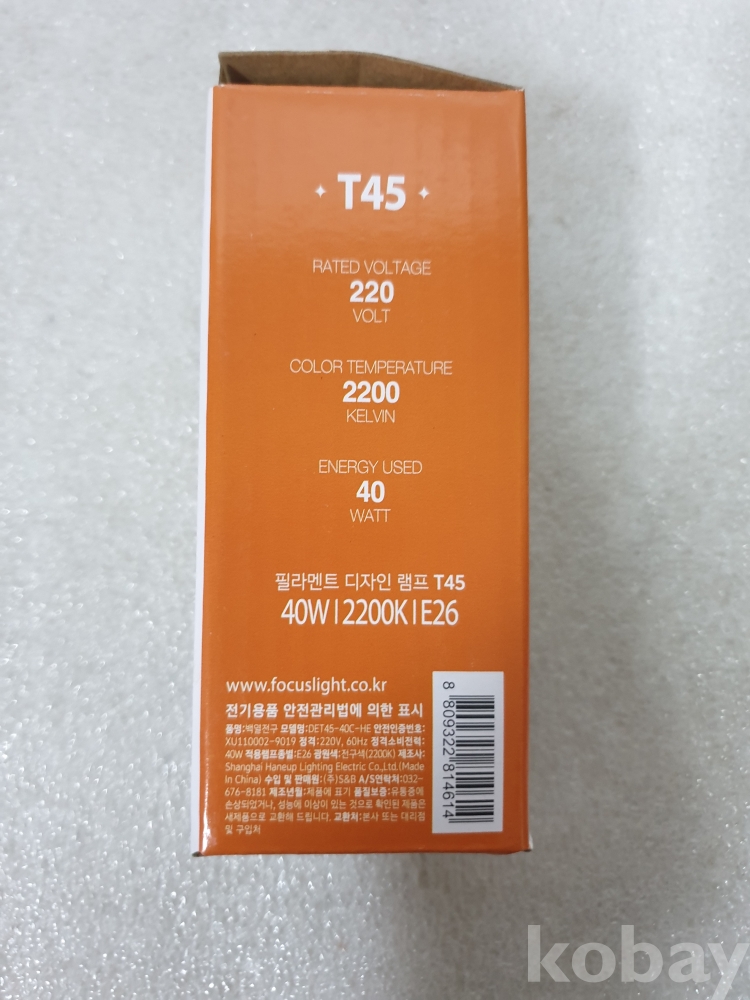 T45
RATED VOLTAGE
220
VOLT
COLOR TEMPERATURE
2200
KELVIN
ENERGY USED
40
WATT
필라멘트 디자인 램프 T45
40W | 2200K | E26
www.focuslight.co.kr
전기용품 안전관리법에 의한 표시
품명:백열전구 모델명:DET45-40C-HE 안전인증번호:
XU110002-9019 정격:220V, 60Hz 정격소비전력:
40W 적용램프종별:E26 광원색:전구색(2200K) 제조사:
Shanghai Haneup Lighting Electric Co.,Ltd.(Made
In China) 수입 및 판매원:(주)S&B A/S연락처:032-
676-8181 제조년월:제품에 표기 품질보증:유통중에
손상되었거나, 성능에 이상이 있는 것으로 확인된 제품은
새제품으로 교환해 드립니다. 교환처:본사 또는 대리점
및 구입처
8 809322 814614
kobay